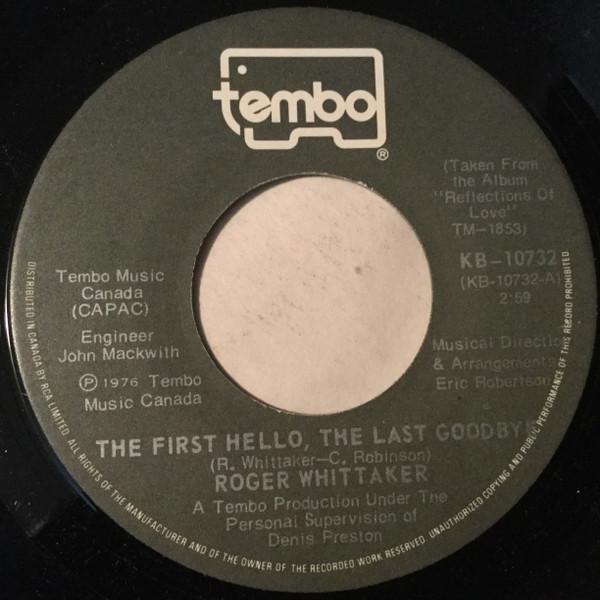 tembo
®
(Taken From
the Album
"Reflections Of
Love"
TM-1853)
KB-10732
(KB-10732-A)
2:59
Tembo Music
Canada
(CAPAC)
Engineer
John Mackwith
℗ 1976 Tembo
Music Canada
Musical Directio
& Arrangements
Eric Robertson
THE FIRST HELLO, THE LAST GOODBYE
(R. Whittaker-C. Robinson)
ROGER WHITTAKER
A Tembo Production Under The
Personal Supervision of
Denis Preston
DISTRIBUTED IN CANADA BY RCA LIMITED. ALL RIGHTS OF THE MANUFACTURER AND OF THE OWNER OF THE RECORDED WORK RESERVED. UNAUTHORIZED COPYING AND PUBLIC PERFORMANCE OF THIS RECORD PROHIBITED